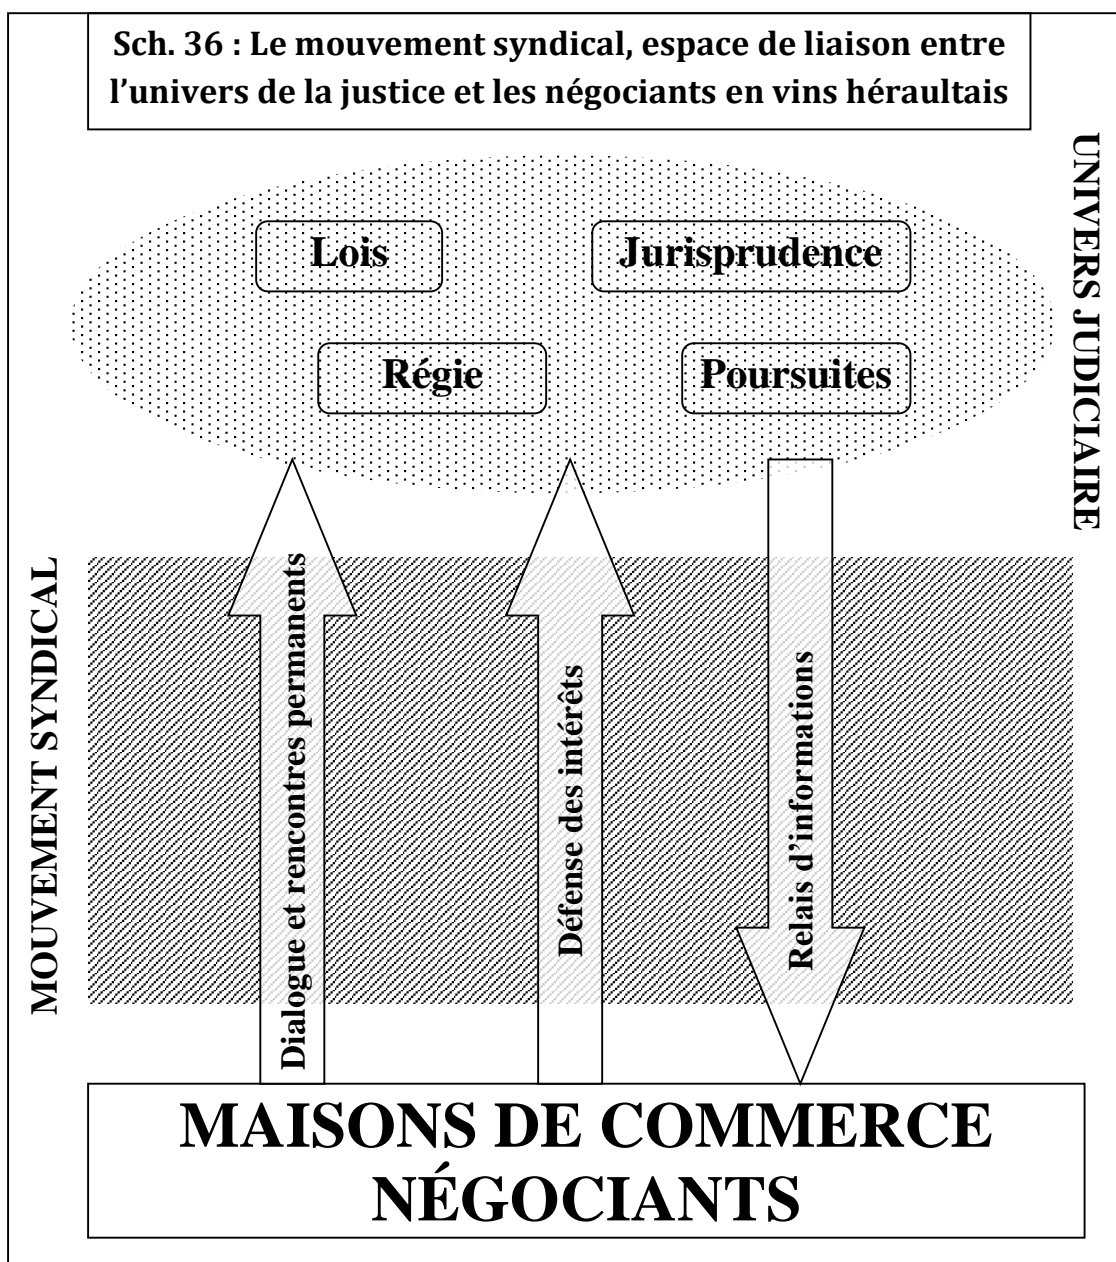 Sch. 36 : Le mouvement syndical, espace de liaison entre
l’univers de la justice et les négociants en vins héraultais
UNIVERS JUDICIAIRE
Lois
Jurisprudence
Régie
Poursuites
MOUVEMENT SYNDICAL
Dialogue et rencontres permanents
Défense des intérêts
Relais d’informations
MAISONS DE COMMERCE
NÉGOCIANTS